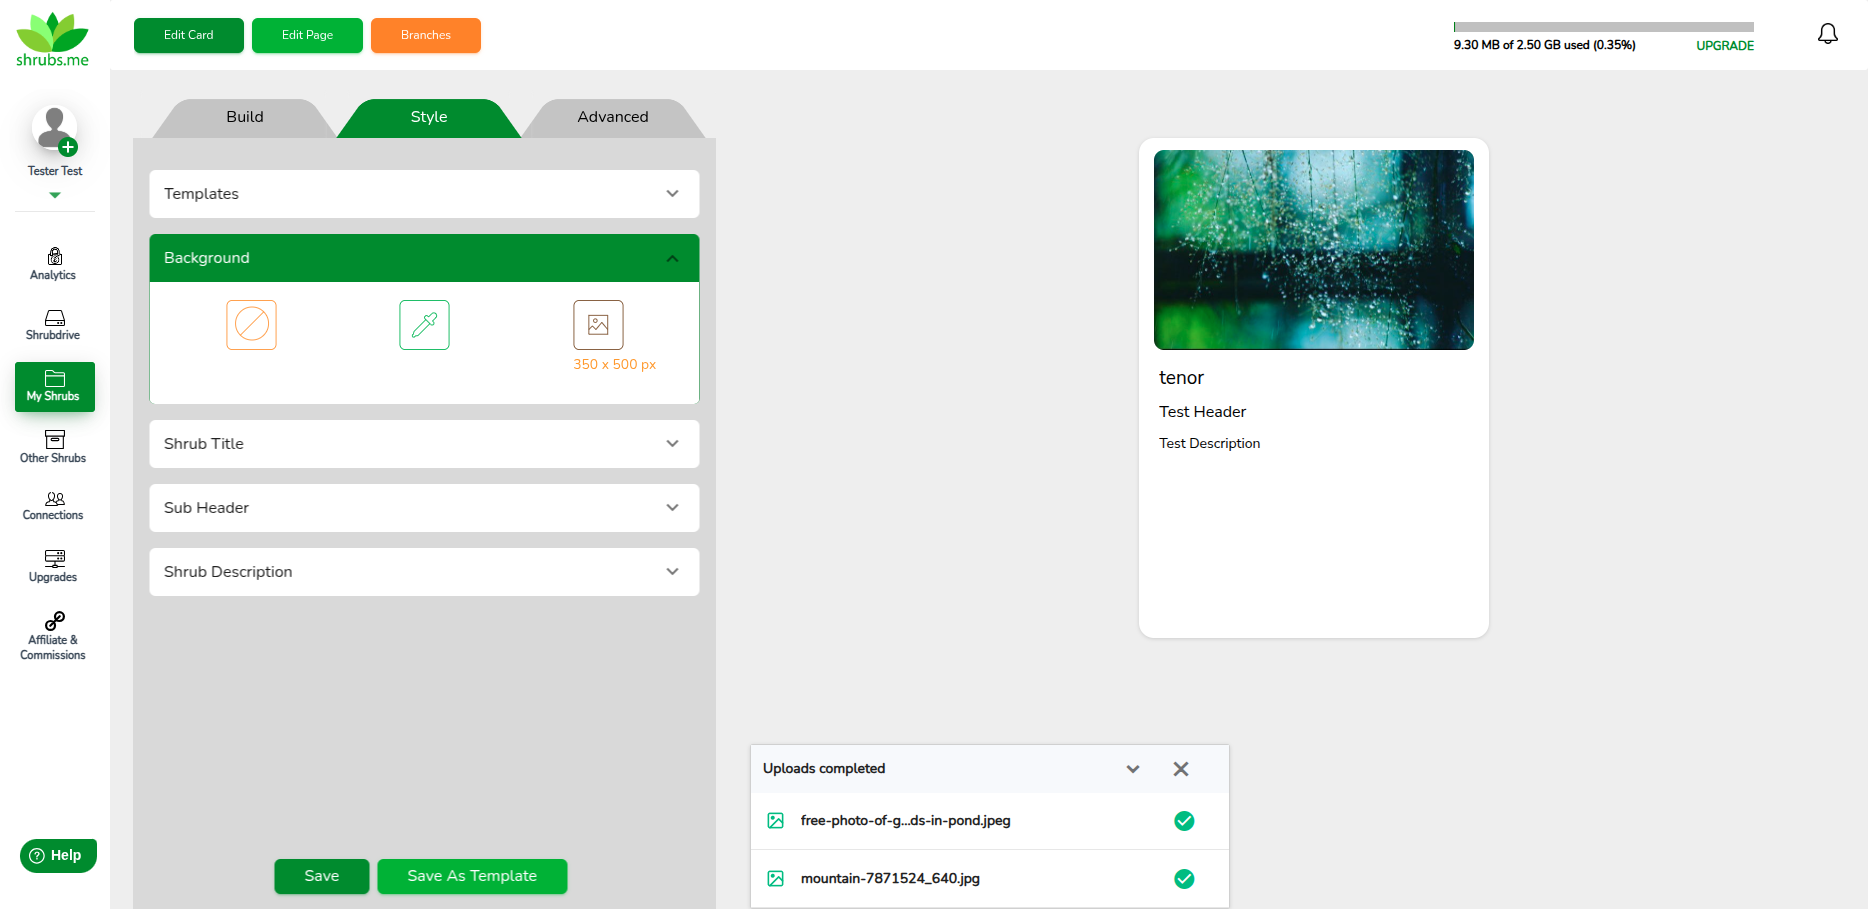 shrubs.me
Edit Card
Edit Page
Branches
9.30 MB of 2.50 GB used (0.35%)
UPGRADE
Tester Test
Analytics
Shrubdrive
My Shrubs
Other Shrubs
Connections
Upgrades
Affiliate &
Commissions
Help
Build
Style
Advanced
Templates
Background
350 x 500 px
Shrub Title
Sub Header
Shrub Description
Save
Save As Template
tenor
Test Header
Test Description
Uploads completed
free-photo-of-g...ds-in-pond.jpeg
mountain-7871524_640.jpg